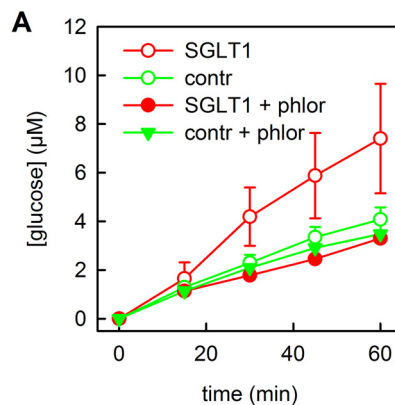 A
SGLT1
contr
SGLT1 + phlor
contr + phlor
[glucose] (µM)
12
10
8
6
4
2
0
0 20 40 60
time (min)